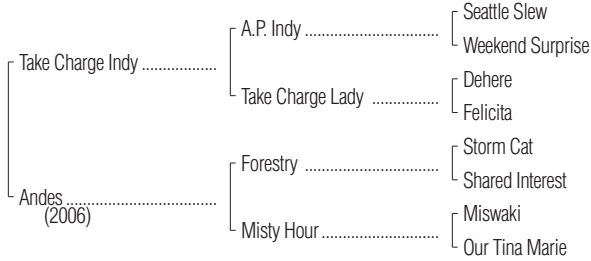 Seattle Slew
A.P. Indy ........................
Weekend Surprise
Take Charge Indy .................
Dehere
Take Charge Lady ................
Felicita
Storm Cat
Forestry ........................
Shared Interest
Andes ..................................
(2006)
Miswaki
Misty Hour .....................
Our Tina Marie